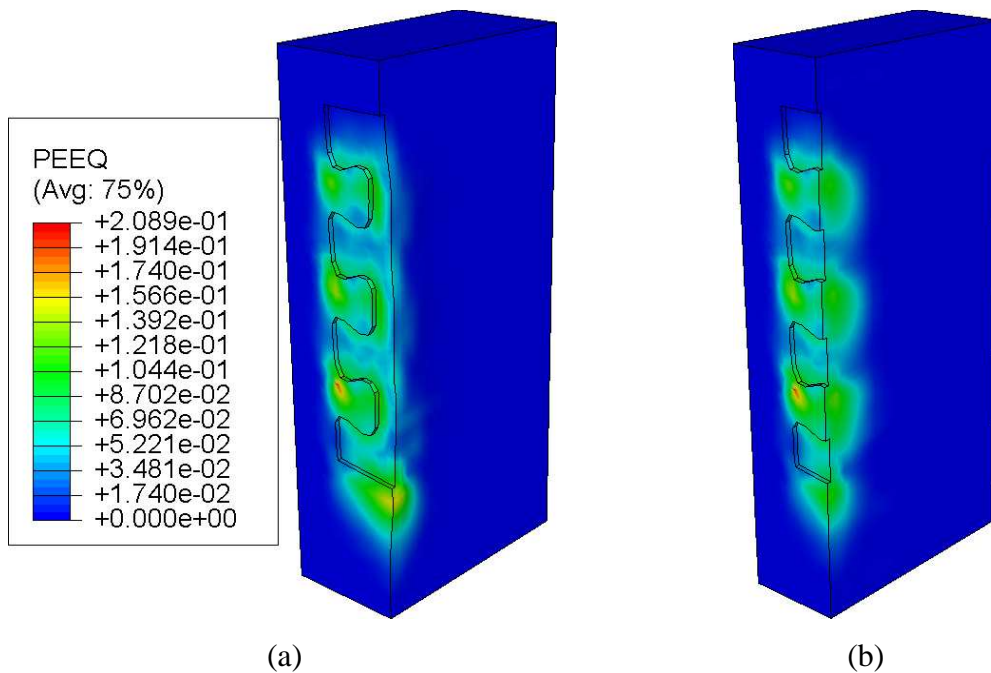 PEEQ
(Avg: 75%)
+2.089e-01
+1.914e-01
+1.740e-01
+1.566e-01
+1.392e-01
+1.218e-01
+1.044e-01
+8.702e-02
+6.962e-02
+5.221e-02
+3.481e-02
+1.740e-02
+0.000e+00
(a) (b)